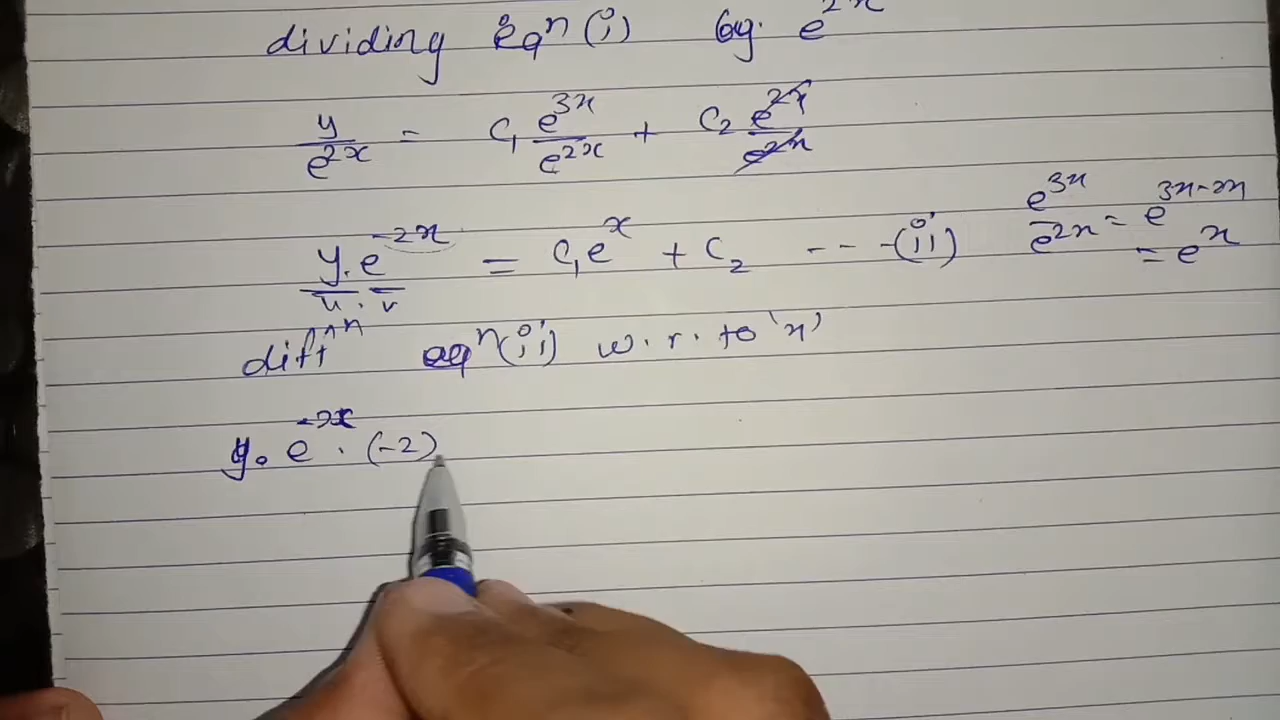 dividing eqⁿ (i) by. e^2x
y/e^2x = C₁ e^3x/e^2x + C₂ e^2x/e^2x
y.e^-2x = C₁e^x + C₂ --- (ii) e^3x/e^2x = e^3x-2x
u . v = e^x
diffⁿ eqⁿ (ii) w.r.to 'x'
y. e^-2x . (-2)